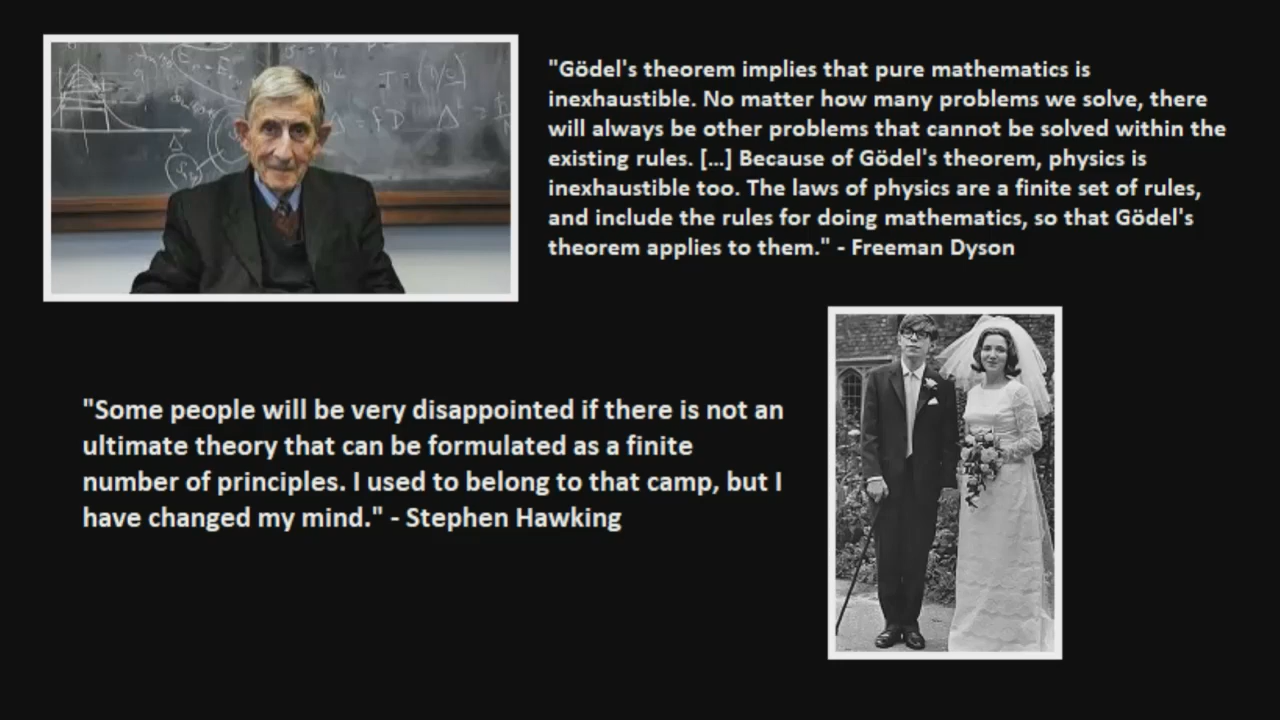 "Gödel's theorem implies that pure mathematics is
inexhaustible. No matter how many problems we solve, there
will always be other problems that cannot be solved within the
existing rules. […] Because of Gödel's theorem, physics is
inexhaustible too. The laws of physics are a finite set of rules,
and include the rules for doing mathematics, so that Gödel's
theorem applies to them." - Freeman Dyson
"Some people will be very disappointed if there is not an
ultimate theory that can be formulated as a finite
number of principles. I used to belong to that camp, but I
have changed my mind." - Stephen Hawking